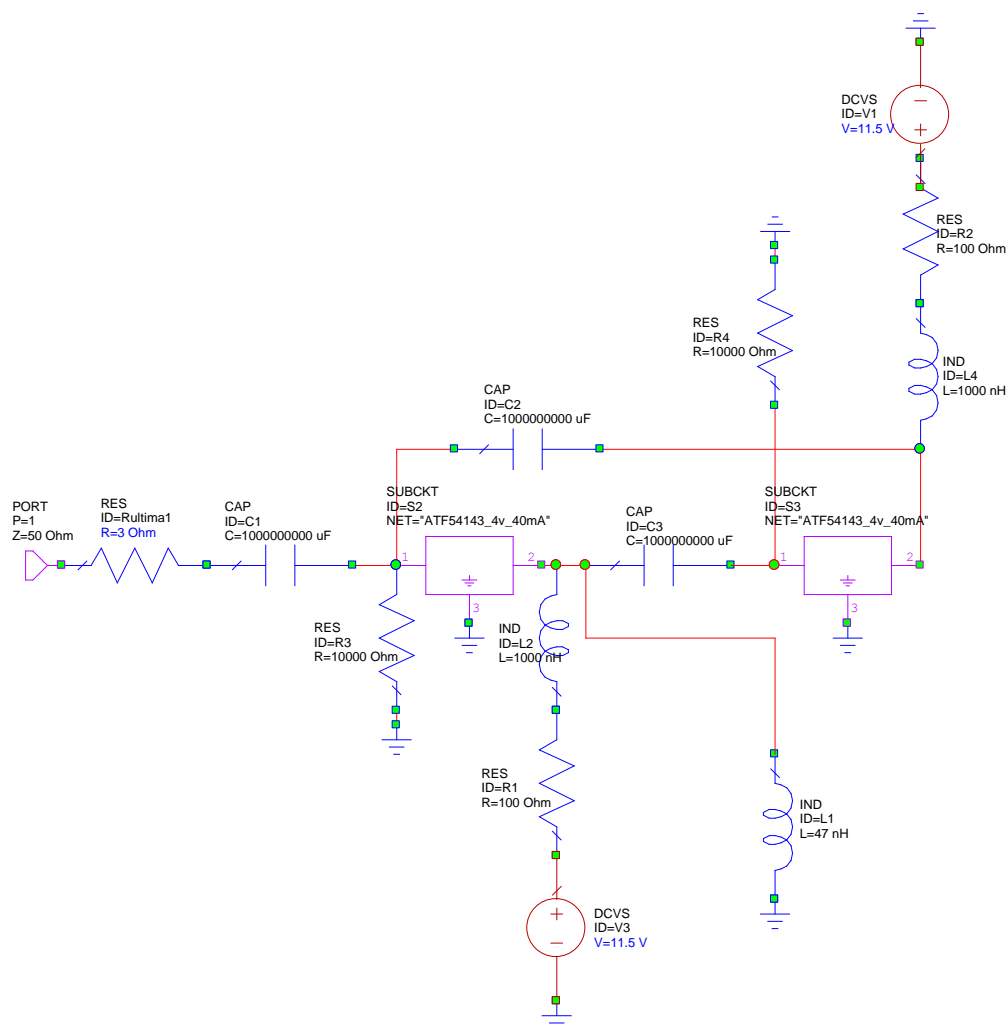 DCVS
ID=V1
V=11.5 V
RES
ID=R2
R=100 Ohm
RES
ID=R4
R=10000 Ohm
IND
ID=L4
L=1000 nH
CAP
ID=C2
C=1000000000 uF
PORT
P=1
Z=50 Ohm
RES
ID=Rultima1
R=3 Ohm
CAP
ID=C1
C=1000000000 uF
SUBCKT
ID=S2
NET="ATF54143_4v_40mA"
1
2
3
CAP
ID=C3
C=1000000000 uF
SUBCKT
ID=S3
NET="ATF54143_4v_40mA"
1
2
3
RES
ID=R3
R=10000 Ohm
IND
ID=L2
L=1000 nH
RES
ID=R1
R=100 Ohm
IND
ID=L1
L=47 nH
DCVS
ID=V3
V=11.5 V